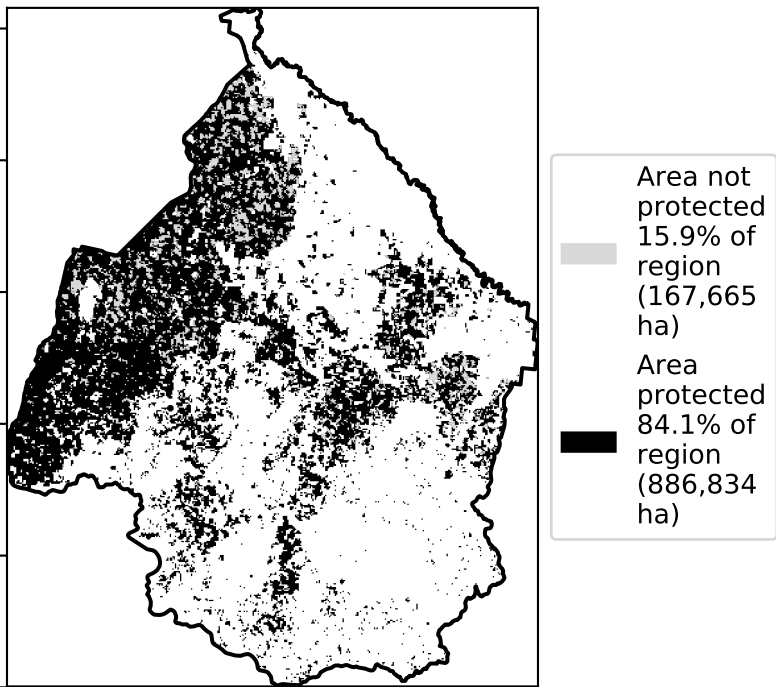 Area not
protected
15.9% of
region
(167,665
ha)
Area
protected
84.1% of
region
(886,834
ha)